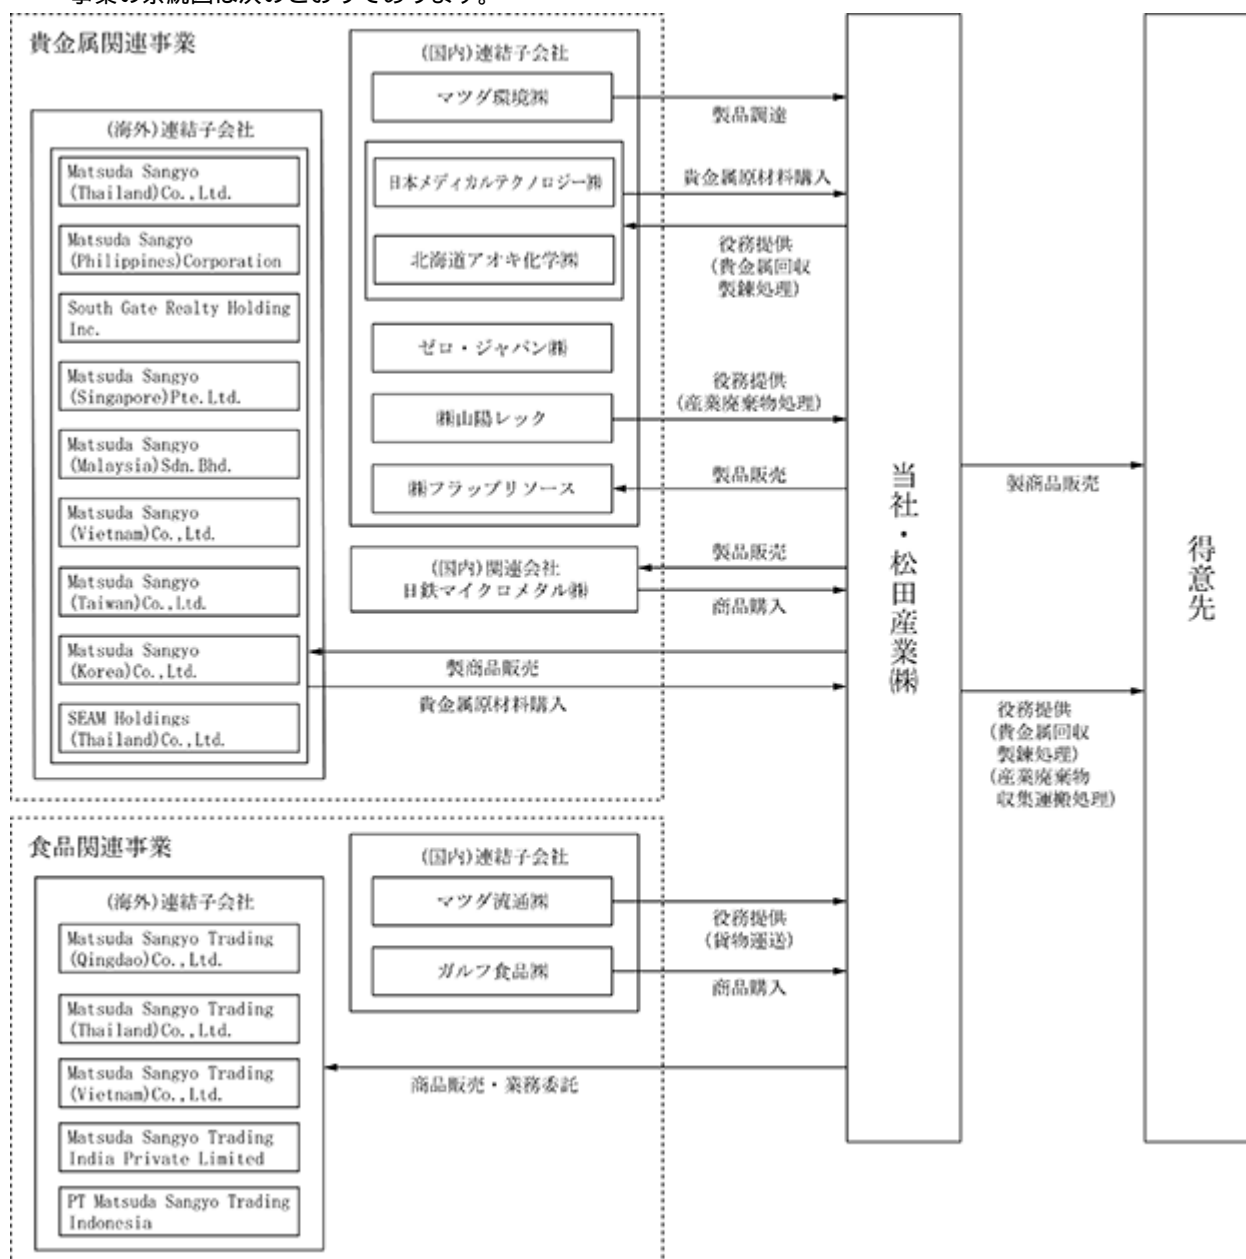 事業の系統図は次のとおりであります。
貴金属関連事業
(海外)連結子会社
Matsuda Sangyo
(Thailand)Co.,Ltd.
Matsuda Sangyo
(Philippines)Corporation
South Gate Realty Holding
Inc.
Matsuda Sangyo
(Singapore)Pte.Ltd.
Matsuda Sangyo
(Malaysia)Sdn.Bhd.
Matsuda Sangyo
(Vietnam)Co.,Ltd.
Matsuda Sangyo
(Taiwan)Co.,Ltd.
Matsuda Sangyo
(Korea)Co.,Ltd.
SEAM Holdings
(Thailand)Co.,Ltd.
(国内)連結子会社
マツダ環境㈱
日本メディカルテクノロジー㈱
北海道アオキ化学㈱
ゼロ・ジャパン㈱
㈱山陽レック
㈱フラップリソース
(国内)関連会社
日鉄マイクロメタル㈱
製品調達
貴金属原材料購入
役務提供
(貴金属回収
製錬処理)
役務提供
(産業廃棄物処理)
製品販売
製品販売
商品購入
製商品販売
貴金属原材料購入
食品関連事業
(海外)連結子会社
Matsuda Sangyo Trading
(Qingdao)Co.,Ltd.
Matsuda Sangyo Trading
(Thailand)Co.,Ltd.
Matsuda Sangyo Trading
(Vietnam)Co.,Ltd.
Matsuda Sangyo Trading
India Private Limited
PT Matsuda Sangyo Trading
Indonesia
(国内)連結子会社
マツダ流通㈱
ガルフ食品㈱
役務提供
(貨物運送)
商品購入
商品販売・業務委託
当社・松田産業㈱
製商品販売
役務提供
(貴金属回収
製錬処理)
(産業廃棄物
収集運搬処理)
得意先